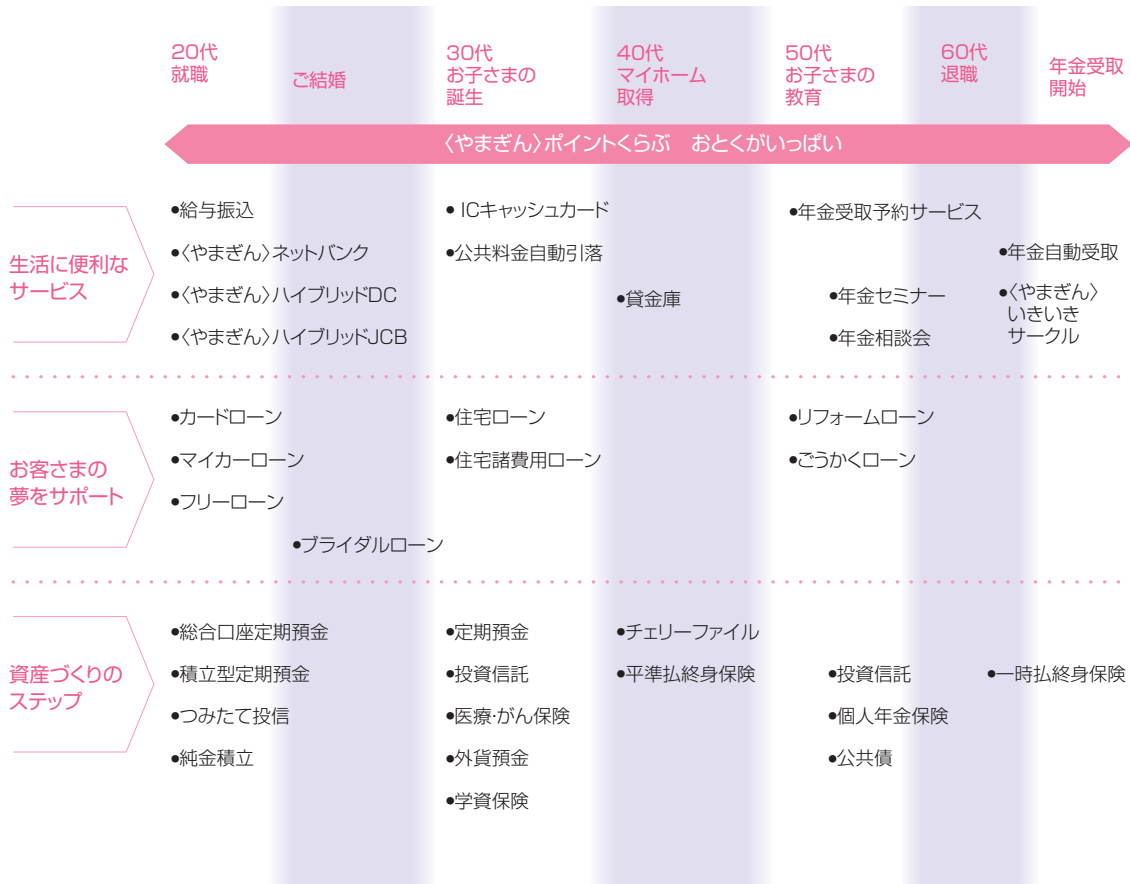 20代
就職
ご結婚
30代
お子さまの
誕生
40代
マイホーム
取得
50代
お子さまの
教育
60代
退職
年金受取
開始
〈やまぎん〉ポイントくらぶ　おとくがいっぱい
生活に便利な
サービス
●給与振込
●〈やまぎん〉ネットバンク
●〈やまぎん〉ハイブリッドDC
●〈やまぎん〉ハイブリッドJCB
● ICキャッシュカード
●公共料金自動引落
●貸金庫
●年金受取予約サービス
●年金セミナー
●年金相談会
●年金自動受取
●〈やまぎん〉
いきいき
サークル
お客さまの
夢をサポート
●カードローン
●マイカーローン
●フリーローン
●ブライダルローン
●住宅ローン
●住宅諸費用ローン
●リフォームローン
●ごうかくローン
資産づくりの
ステップ
●総合口座定期預金
●積立型定期預金
●つみたて投信
●純金積立
●定期預金
●投資信託
●医療・がん保険
●外貨預金
●学資保険
●チェリーファイル
●平準払終身保険
●投資信託
●個人年金保険
●公共債
●一時払終身保険